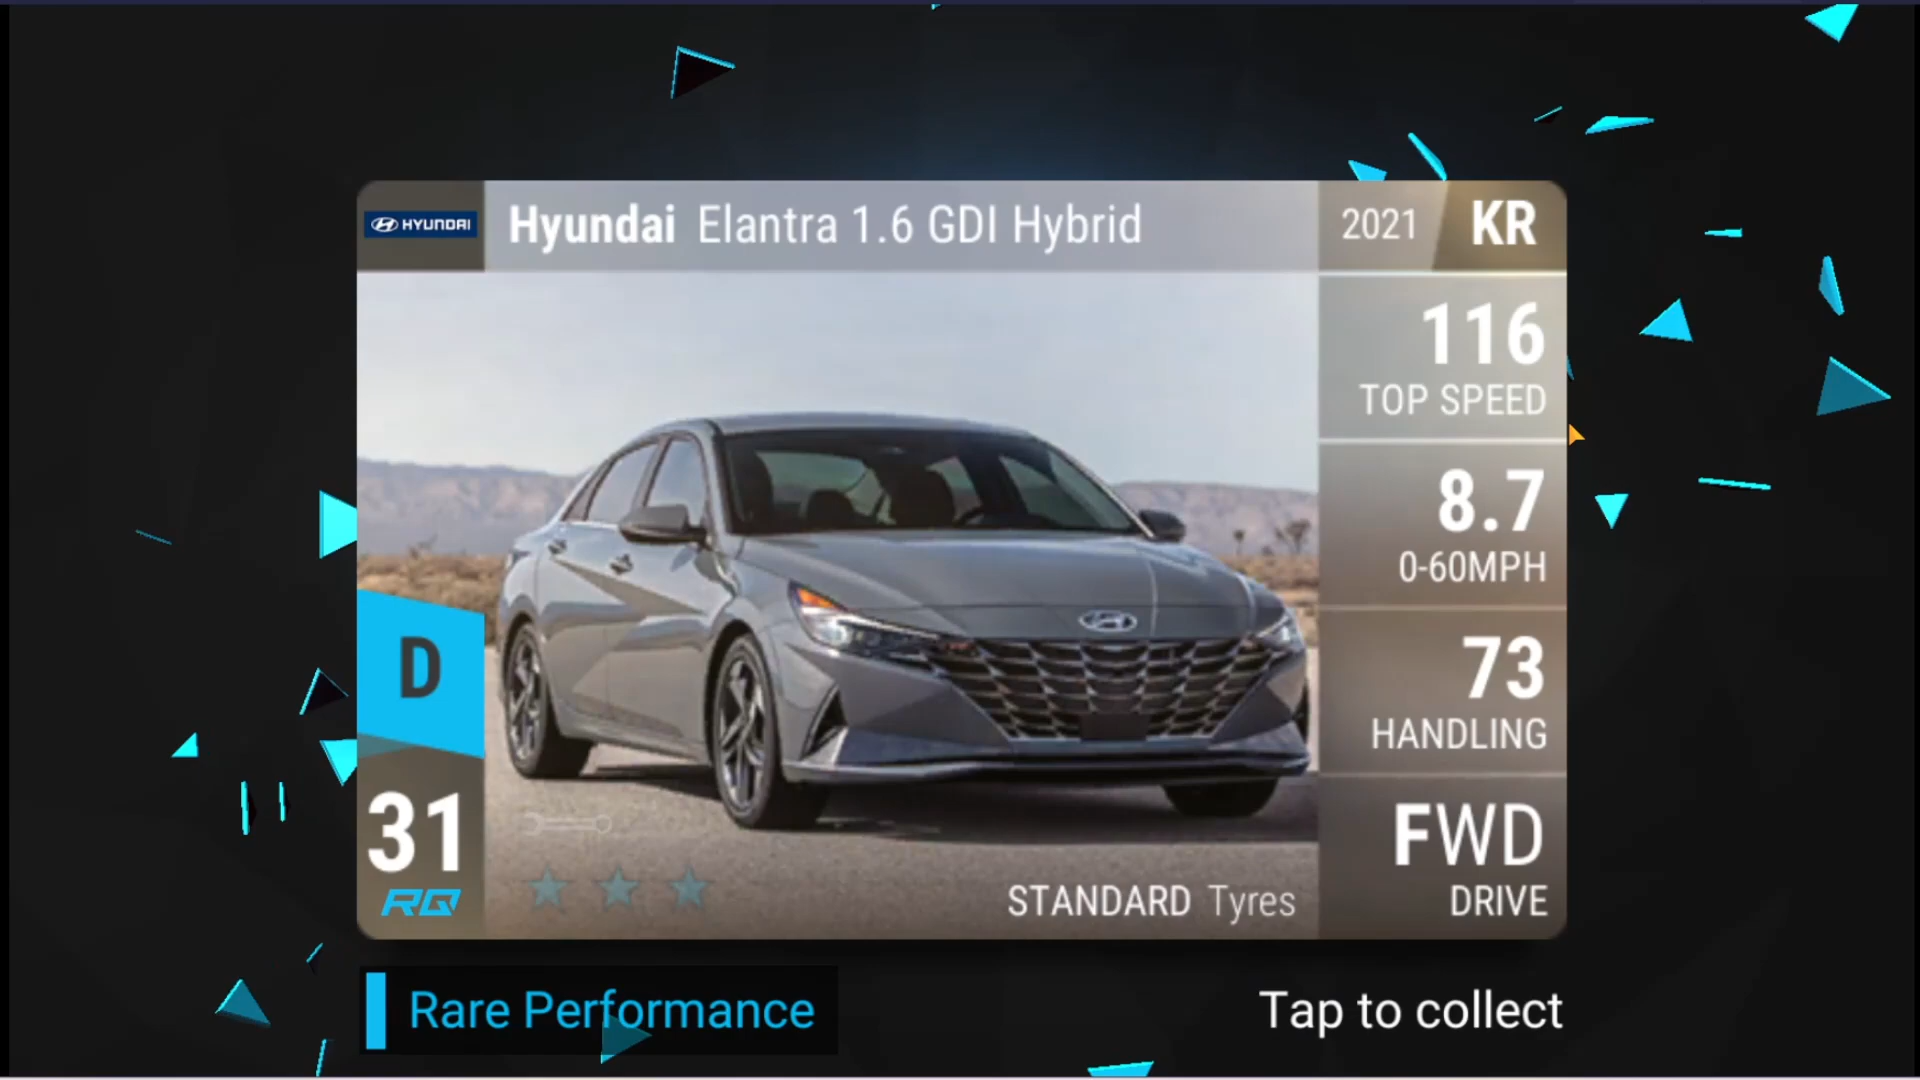 HYUNDAI
Hyundai Elantra 1.6 GDI Hybrid
2021
KR
116
TOP SPEED
8.7
0-60MPH
73
HANDLING
FWD
DRIVE
D
31
RQ
STANDARD Tyres
Rare Performance
Tap to collect